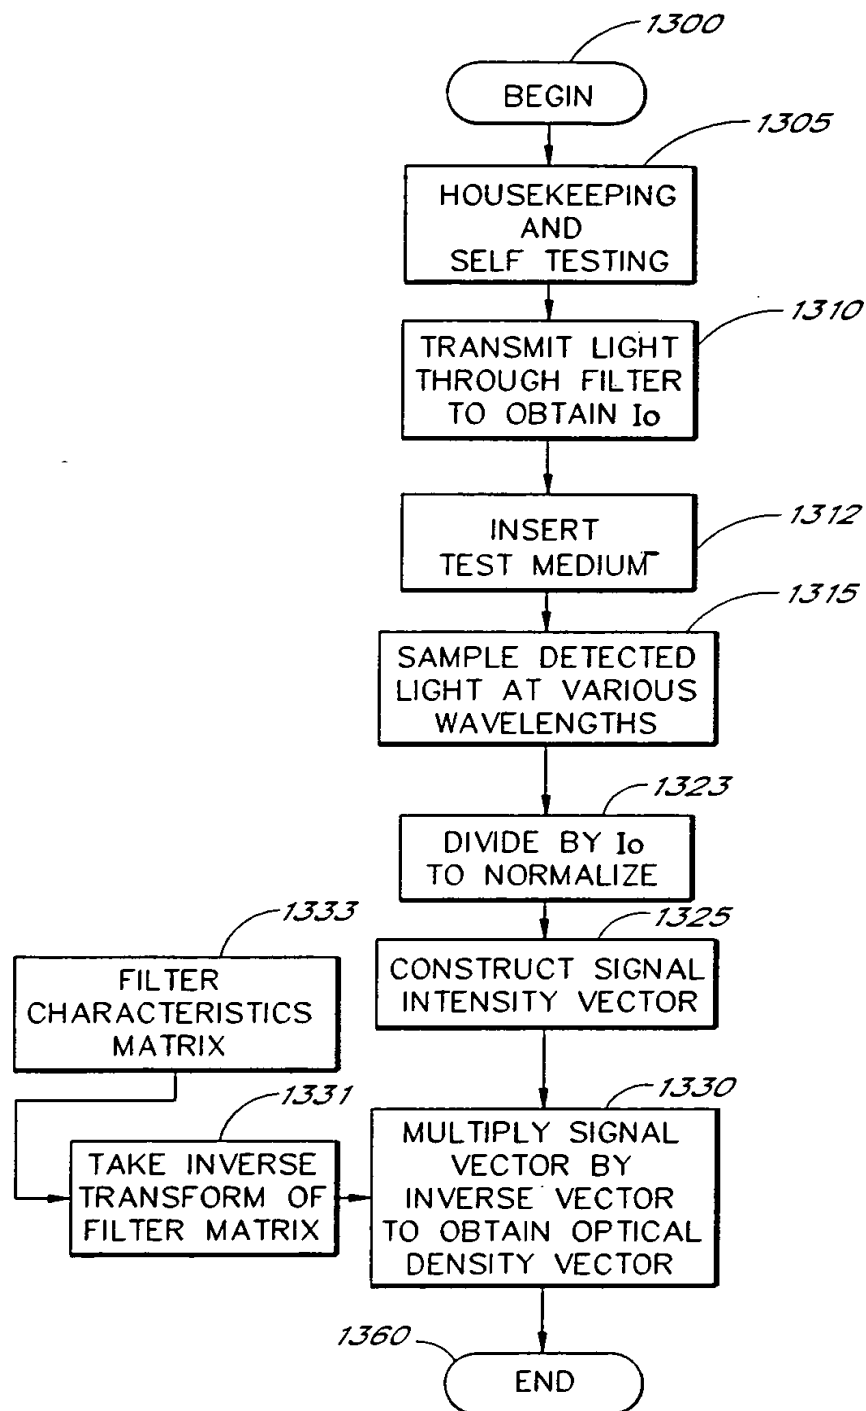 1300
BEGIN
1305
HOUSEKEEPING
AND
SELF TESTING
1310
TRANSMIT LIGHT
THROUGH FILTER
TO OBTAIN Io
1312
INSERT
TEST MEDIUM
1315
SAMPLE DETECTED
LIGHT AT VARIOUS
WAVELENGTHS
1323
DIVIDE BY Io
TO NORMALIZE
1325
CONSTRUCT SIGNAL
INTENSITY VECTOR
1333
FILTER
CHARACTERISTICS
MATRIX
1331
TAKE INVERSE
TRANSFORM OF
FILTER MATRIX
1330
MULTIPLY SIGNAL
VECTOR BY
INVERSE VECTOR
TO OBTAIN OPTICAL
DENSITY VECTOR
1360
END